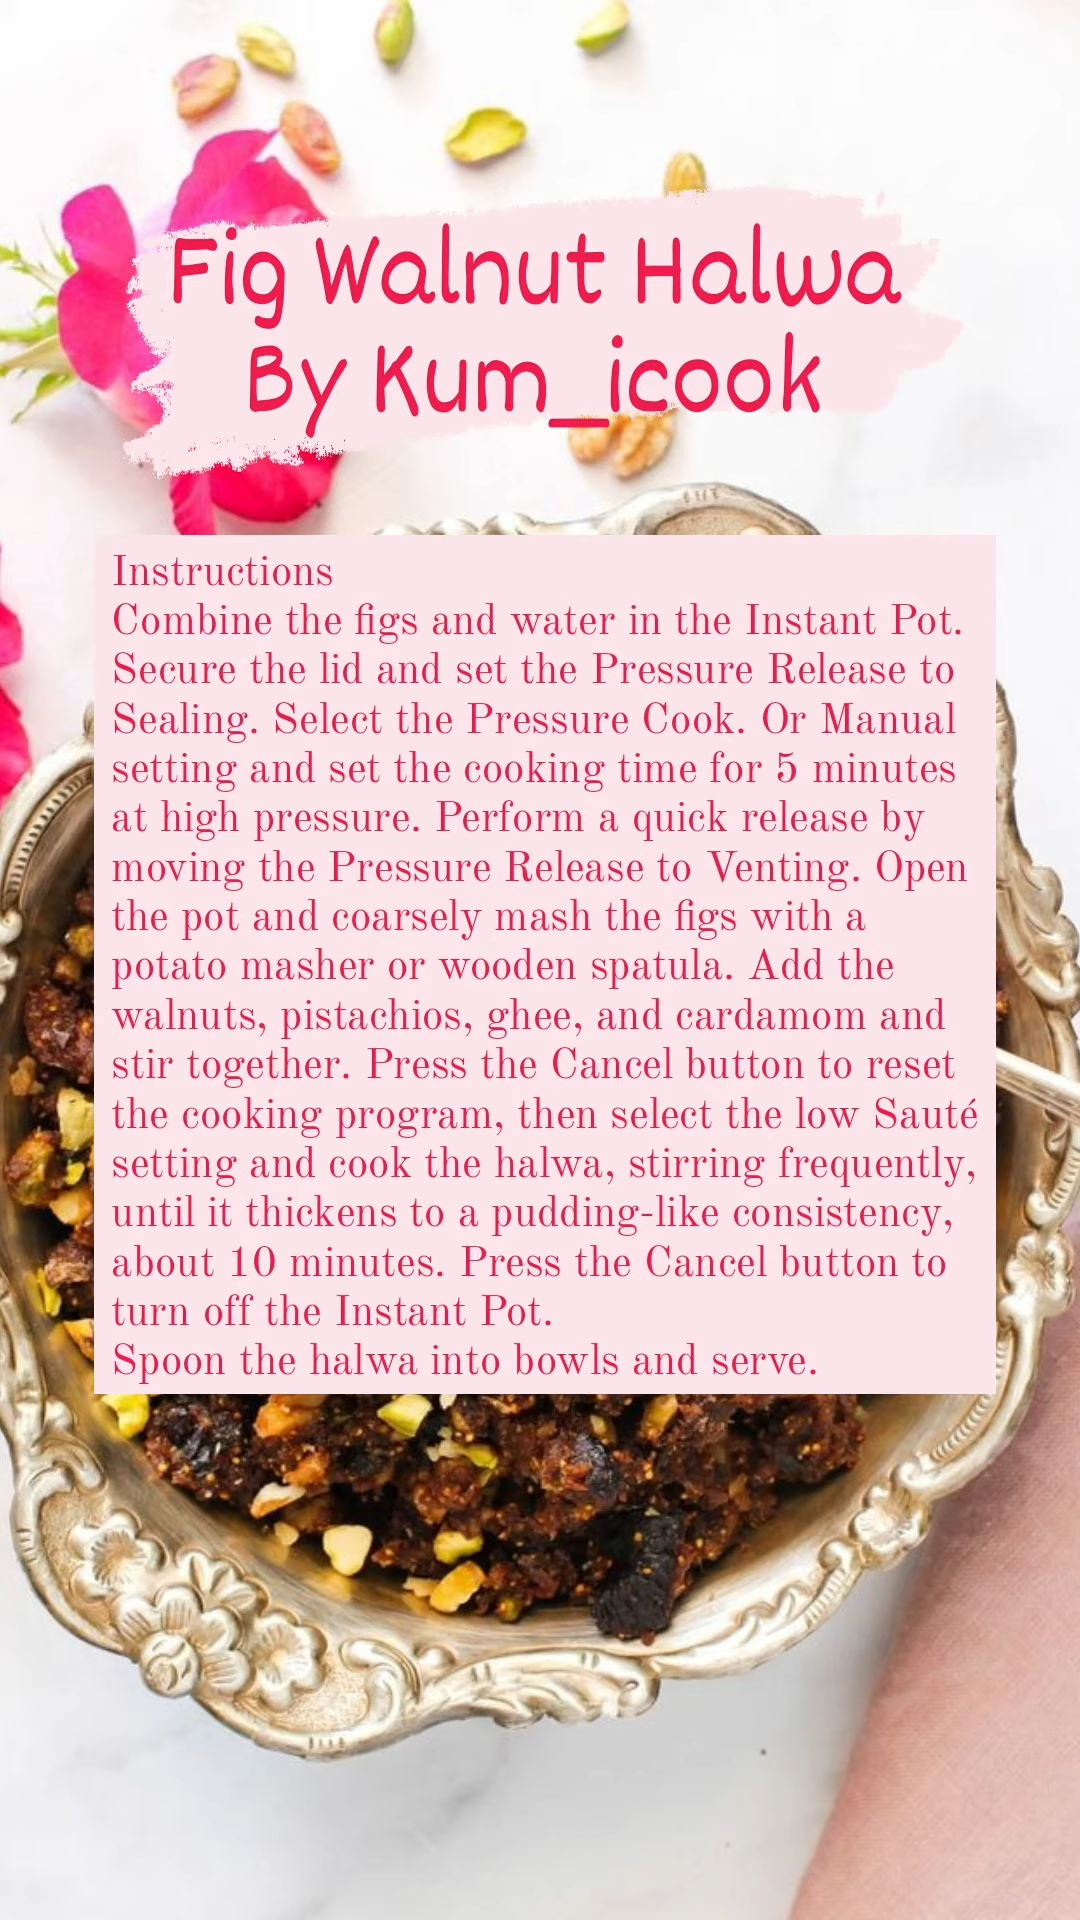 Fig Walnut Halwa
By Kum_icook
Instructions
Combine the figs and water in the Instant Pot.
Secure the lid and set the Pressure Release to
Sealing. Select the Pressure Cook. Or Manual
setting and set the cooking time for 5 minutes
at high pressure. Perform a quick release by
moving the Pressure Release to Venting. Open
the pot and coarsely mash the figs with a
potato masher or wooden spatula. Add the
walnuts, pistachios, ghee, and cardamom and
stir together. Press the Cancel button to reset
the cooking program, then select the low Sauté
setting and cook the halwa, stirring frequently,
until it thickens to a pudding-like consistency,
about 10 minutes. Press the Cancel button to
turn off the Instant Pot.
Spoon the halwa into bowls and serve.